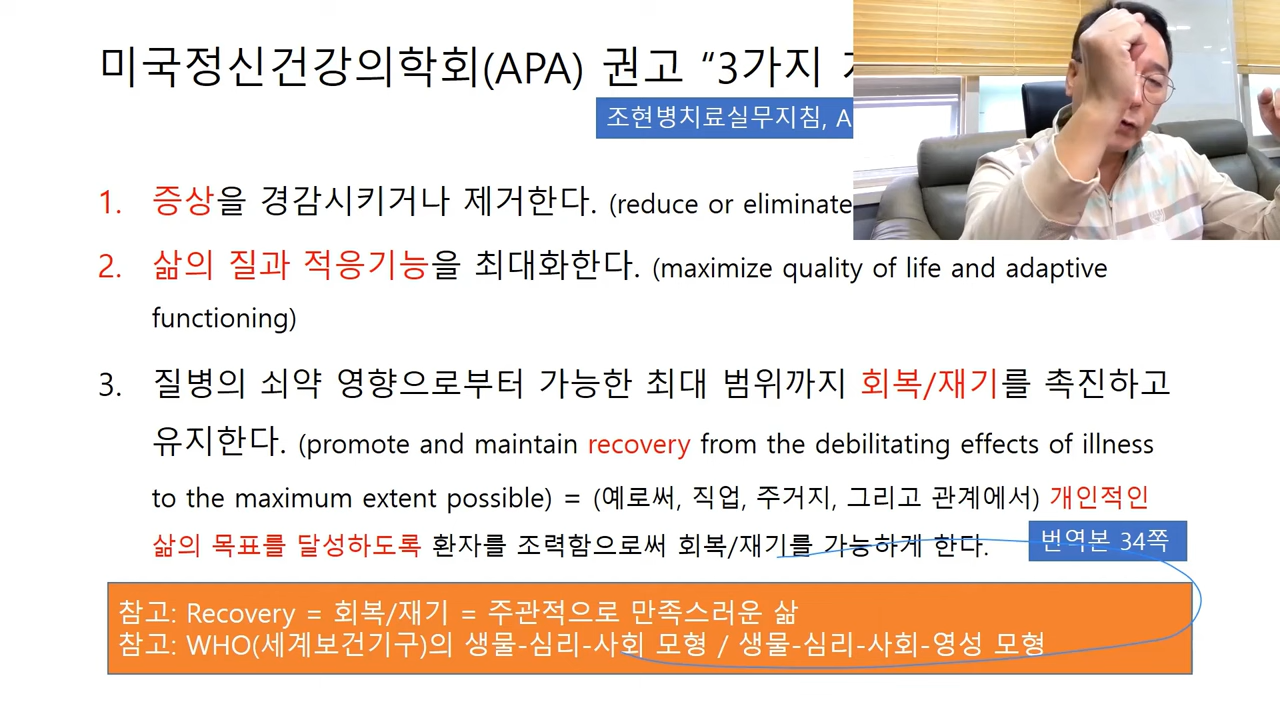 미국정신건강의학회(APA) 권고 “3가지
조현병치료실무지침, A
1. 증상을 경감시키거나 제거한다. (reduce or eliminate
2. 삶의 질과 적응기능을 최대화한다. (maximize quality of life and adaptive
functioning)
3. 질병의 쇠약 영향으로부터 가능한 최대 범위까지 회복/재기를 촉진하고
유지한다. (promote and maintain recovery from the debilitating effects of illness
to the maximum extent possible) = (예로써, 직업, 주거지, 그리고 관계에서) 개인적인
삶의 목표를 달성하도록 환자를 조력함으로써 회복/재기를 가능하게 한다.
번역본 34쪽
참고: Recovery = 회복/재기 = 주관적으로 만족스러운 삶
참고: WHO(세계보건기구)의 생물-심리-사회 모형 / 생물-심리-사회-영성 모형